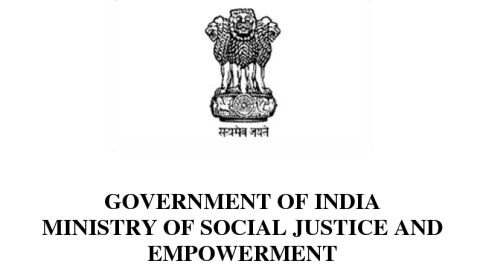 सत्यमेव जयते
GOVERNMENT OF INDIA
MINISTRY OF SOCIAL JUSTICE AND
EMPOWERMENT